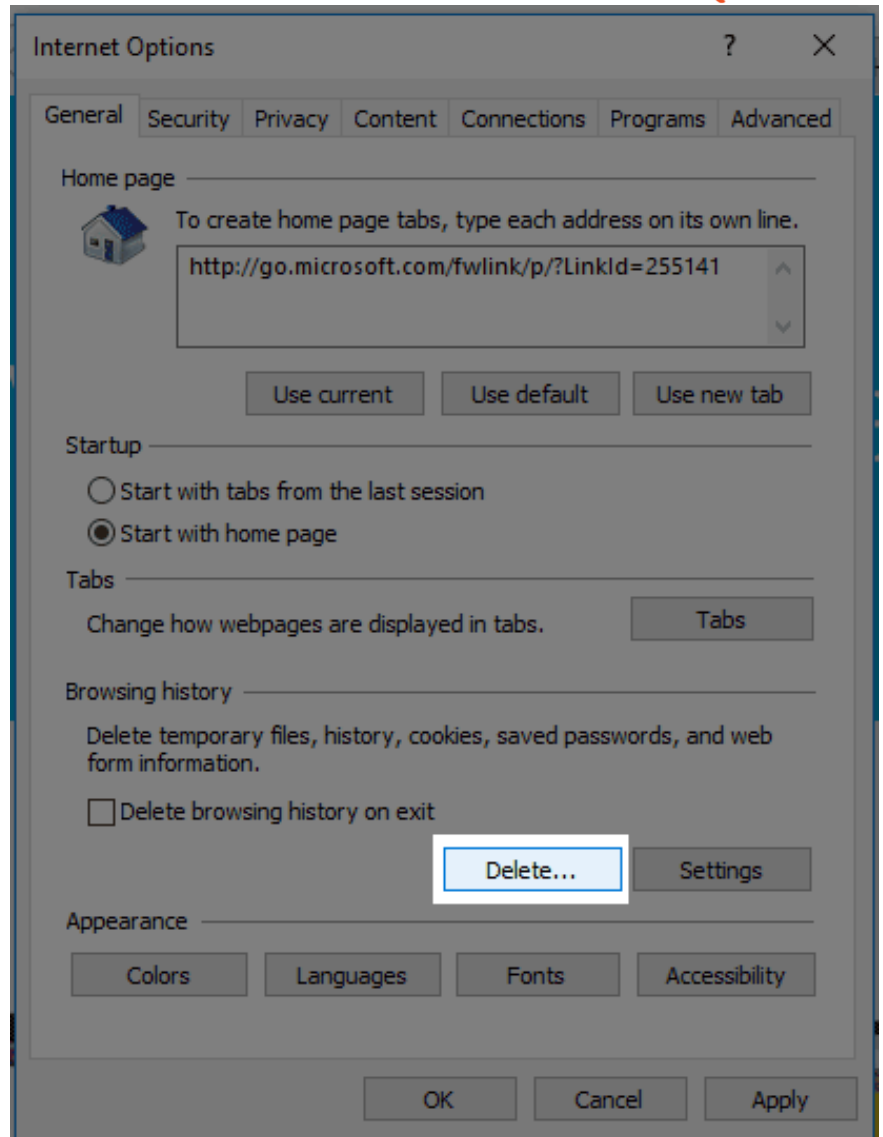 Internet Options ?
General Security Privacy Content Connections Programs Advanced
Home page
To create home page tabs, type each address on its own line.
http://go.microsoft.com/fwlink/p/?LinkId=255141
Use current Use default Use new tab
Startup
Start with tabs from the last session
Start with home page
Tabs
Change how webpages are displayed in tabs. Tabs
Browsing history
Delete temporary files, history, cookies, saved passwords, and web
form information.
Delete browsing history on exit
Delete... Settings
Appearance
Colors Languages Fonts Accessibility
OK Cancel Apply